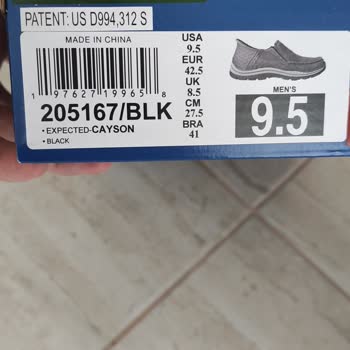 PATENT: US D994,312 S
MADE IN CHINA
1 97627 19965 8
205167/BLK
• EXPECTED-CAYSON
• BLACK
USA
9.5
EUR
42.5
UK
8.5
CM
27.5
BRA
41
MEN'S
9.5